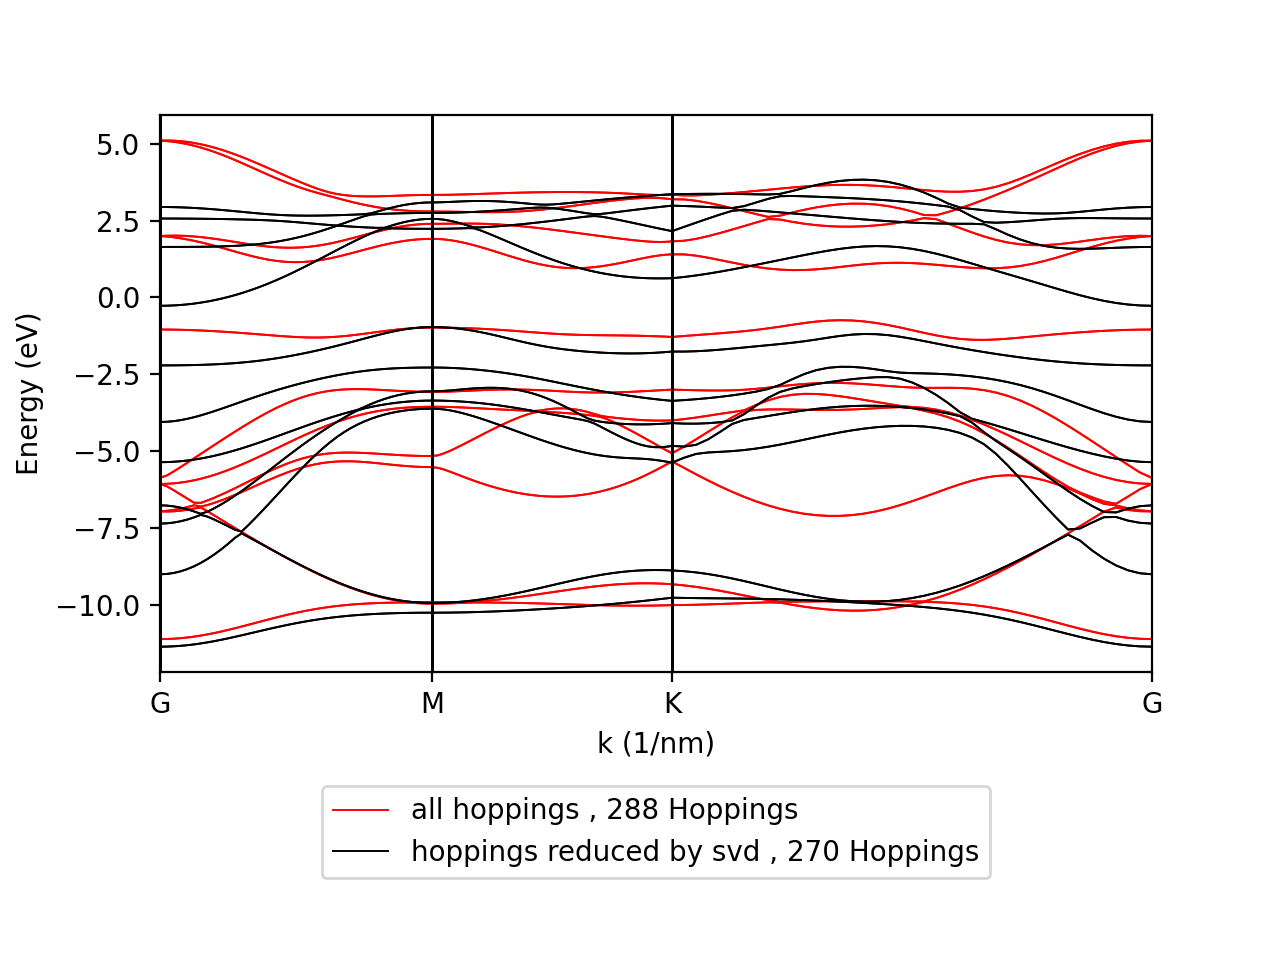 5.0
2.5
0.0
−2.5
−5.0
−7.5
−10.0
Energy (eV)
G M K G
k (1/nm)
all hoppings , 288 Hoppings
hoppings reduced by svd , 270 Hoppings